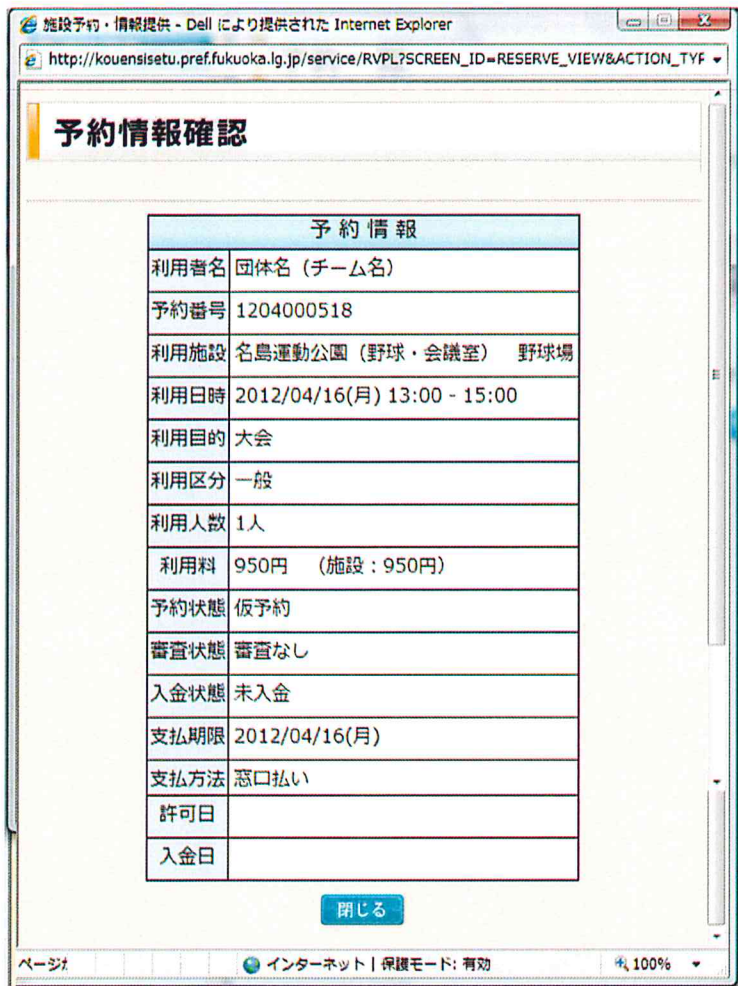 施設予約・情報提供 - Dell により提供された Internet Explorer
http://kouensisetu.pref.fukuoka.lg.jp/service/RVPL?SCREEN_ID=RESERVE_VIEW&ACTION_TYF
予約情報確認
予約情報
利用者名 団体名（チーム名）
予約番号 1204000518
利用施設 名島運動公園（野球・会議室） 野球場
利用日時 2012/04/16(月) 13:00 - 15:00
利用目的 大会
利用区分 一般
利用人数 1人
利用料 950円 （施設：950円）
予約状態 仮予約
審査状態 審査なし
入金状態 未入金
支払期限 2012/04/16(月)
支払方法 窓口払い
許可日
入金日
閉じる
ページが インターネット | 保護モード: 有効 100%